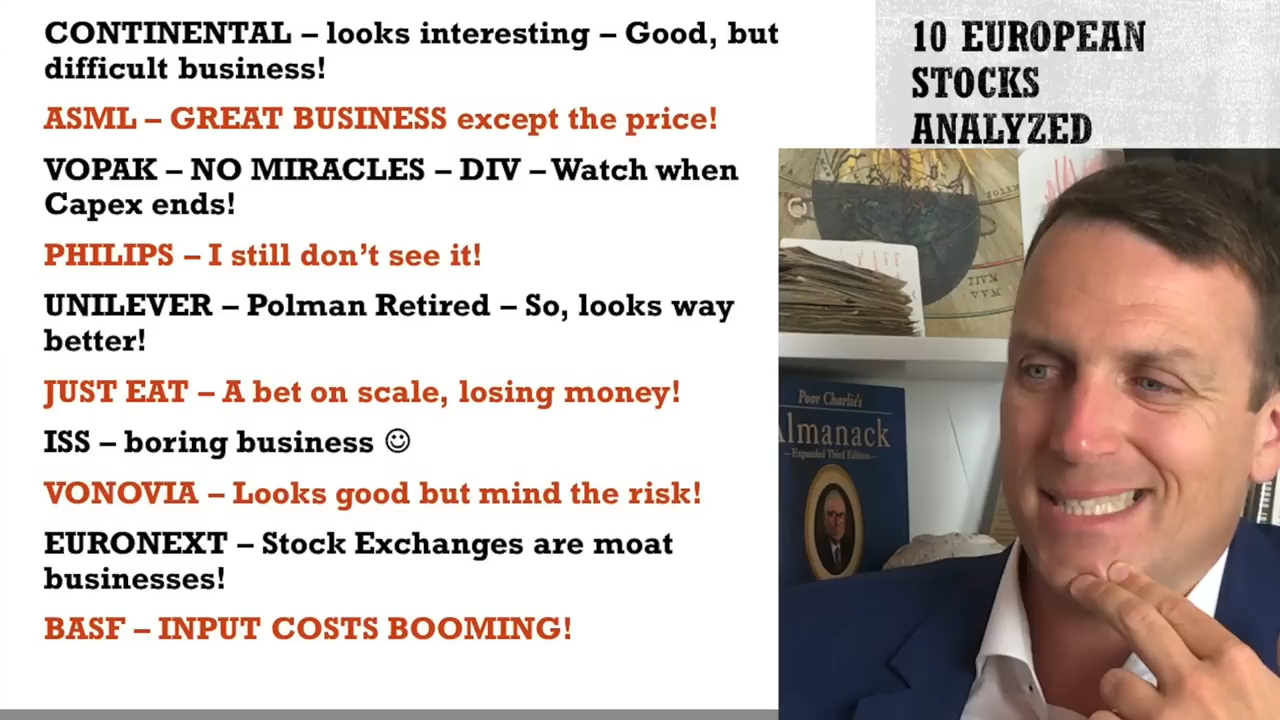 CONTINENTAL – looks interesting – Good, but
difficult business!
ASML – GREAT BUSINESS except the price!
VOPAK – NO MIRACLES – DIV – Watch when
Capex ends!
PHILIPS – I still don't see it!
UNILEVER – Polman Retired – So, looks way
better!
JUST EAT – A bet on scale, losing money!
ISS – boring business ☺
VONOVIA – Looks good but mind the risk!
EURONEXT – Stock Exchanges are moat
businesses!
BASF – INPUT COSTS BOOMING!
10 EUROPEAN
STOCKS
ANALYZED
Poor Charlie's
Almanack
—Expanded Third Edition—